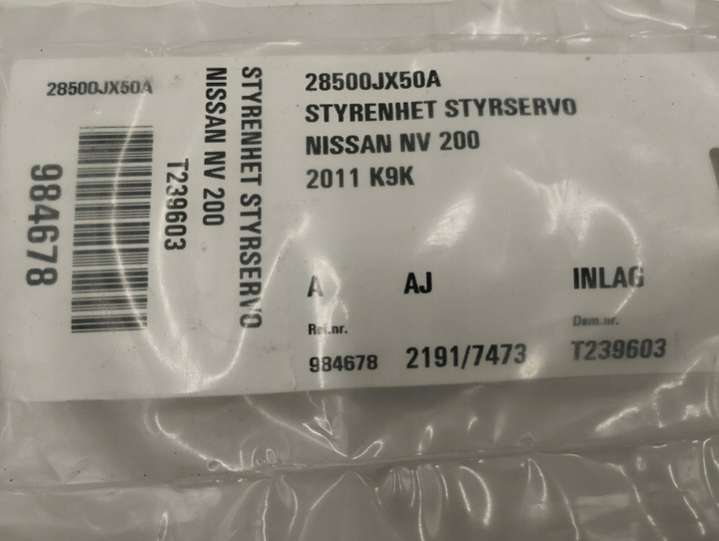 28500JX50A
984678
T239603
NISSAN NV 200
STYRENHET STYRSERVO
28500JX50A
STYRENHET STYRSERVO
NISSAN NV 200
2011 K9K
A AJ INLAG
Ref.nr. Dem.nr.
984678 2191/7473 T239603